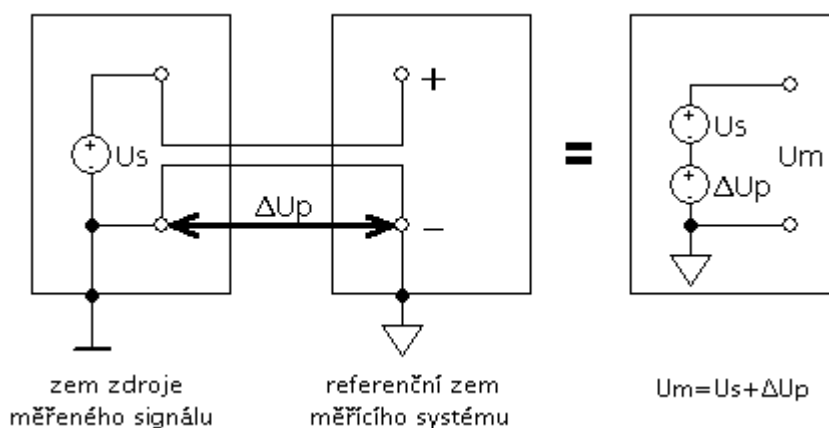 Us
ΔUp
+
−
=
+
-
Us
+
-
ΔUp
Um
zem zdroje
měřeného signálu
referenční zem
měřícího systému
Um=Us+ΔUp